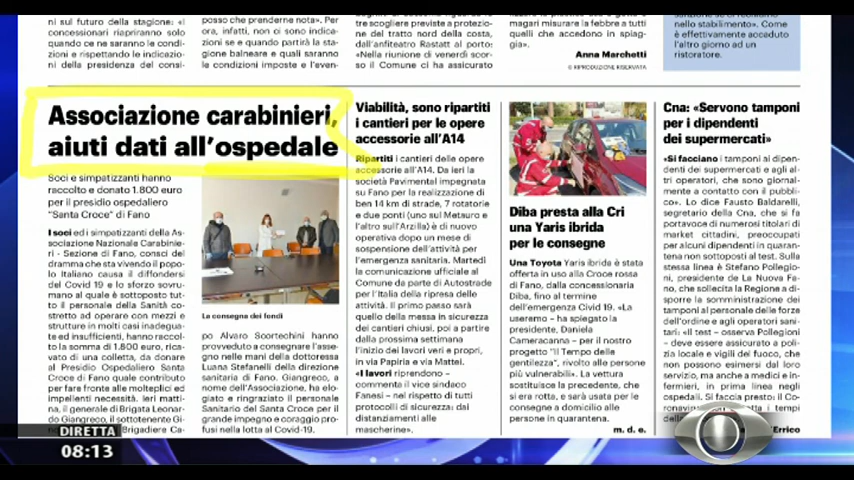 ni sul futuro della stagione: «I
concessionari riapriranno solo
quando ce ne saranno le condizi-
ni della presidenza del consi-
posso che prenderne nota». Per
ora, infatti, non ci sono indicazi-
oni se e quando partirà la sta-
gione balneare e quali saranno
le condizioni imposte e l'even-
tre scogliere previste a protezio-
ne del tratto nord della costa,
dall'anfiteatro Rastatt al porto:
«Nella riunione di venerdì scor-
so il Comune ci ha assicurato
magari misurare la febbre a tutti
quelli che accedono in spiag-
gia».
Anna Marchetti
© RIPRODUZIONE RISERVATA
nello stabilimento». Come
è effettivamente accaduto
l'altro giorno ad un
ristoratore.
Associazione carabinieri,
aiuti dati all'ospedale
Soci e simpatizzanti hanno
raccolto e donato 1.800 euro
per il presidio ospedaliero
"Santa Croce" di Fano
I soci ed i simpatizzanti della As-
sociazione Nazionale Carabinie-
ri - Sezione di Fano, consci del
dramma che sta vivendo il popo-
lo Italiano causa il diffondersi
del Covid 19 e lo sforzo sovru-
mano al quale è sottoposto tut-
to il personale della Sanità co-
stretto ad operare con mezzi e
strutture in molti casi inadegua-
te ed insufficienti, hanno raccol-
to la somma di 1.800 euro, rica-
vato di una colletta, da donare
al Presidio Ospedaliero Santa
Croce di Fano quale contributo
per fare fronte alle molteplici ed
impellenti necessità. Ieri matti-
na, il generale di Brigata Leonar-
do Giangreco, il sottotenente Gi-
Brigadiere Ca-
La consegna dei fondi
po Alvaro Scortechini hanno
provveduto a consegnare l'asse-
gno nelle mani della dottoressa
Luana Stefanelli della direzione
sanitaria di Fano. Giangreco, a
nome dell'Associazione, ha elo-
giato e ringraziato il personale
Sanitario del Santa Croce per il
grande impegno e coraggio pro-
fusi nella lotta al Covid-19.
Viabilità, sono ripartiti
i cantieri per le opere
accessorie all'A14
Ripartiti i cantieri delle opere
accessorie all'A14. Da ieri la
società Pavimental impegnata
su Fano per la realizzazione di
ben 14 km di strade, 7 rotatorie
e due ponti (uno sul Metauro e
l'altro sull'Arzilla) è di nuovo
operativa dopo un mese di
sospensione dell'attività per
l'emergenza sanitaria. Martedì
la comunicazione ufficiale al
Comune da parte di Autostrade
per l'Italia della ripresa delle
attività. Il primo passo sarà
quello della messa in sicurezza
dei cantieri chiusi, poi a partire
dalla prossima settimana
l'inizio dei lavori veri e propri,
in via Papiria e via Mattei.
«I lavori riprendono –
commenta il vice sindaco
Fanesi – nel rispetto di tutti
protocolli di sicurezza: dal
distanziamenti alle
mascherine».
Diba presta alla Cri
una Yaris ibrida
per le consegne
Una Toyota Yaris ibrida è stata
offerta in uso alla Croce rossa
di Fano, dalla concessionaria
Diba, fino al termine
dell'emergenza Civid 19. «La
useremo – ha spiegato la
presidente, Daniela
Cameracanna – per il nostro
progetto "Il Tempo delle
gentilezza", rivolto alle persone
più vulnerabili». La vettura
sostituisce la precedente, che
si era rotta, e sarà usata per le
consegne a domicilio alle
persone in quarantena.
m. d. e.
Cna: «Servono tamponi
per i dipendenti
dei supermercati»
«Si facciano i tamponi ai dipen-
denti dei supermercati e agli al-
tri operatori, che sono giornal-
mente a contatto con il pubbli-
co». Lo dice Fausto Baldarelli,
segretario della Cna, che si fa
portavoce di numerosi titolari di
market cittadini, preoccupati
per alcuni dipendenti in quaran-
tena non sottoposti al test. Sulla
stessa linea è Stefano Pollegio-
ni, presidente de La Nuova Fa-
no, che sollecita la Regione a di-
sporre la somministrazione dei
tamponi al personale delle forze
dell'ordine e agli operatori sani-
tari: «Il test – osserva Pollegioni
– deve essere assicurato a poli-
zia locale e vigili del fuoco, che
non possono esimersi dal loro
servizio, ma anche a medici e in-
fermieri, in prima linea negli
ospedali. Si faccia presto: il Co-
tempi
'Errico
DIRETTA
08:13